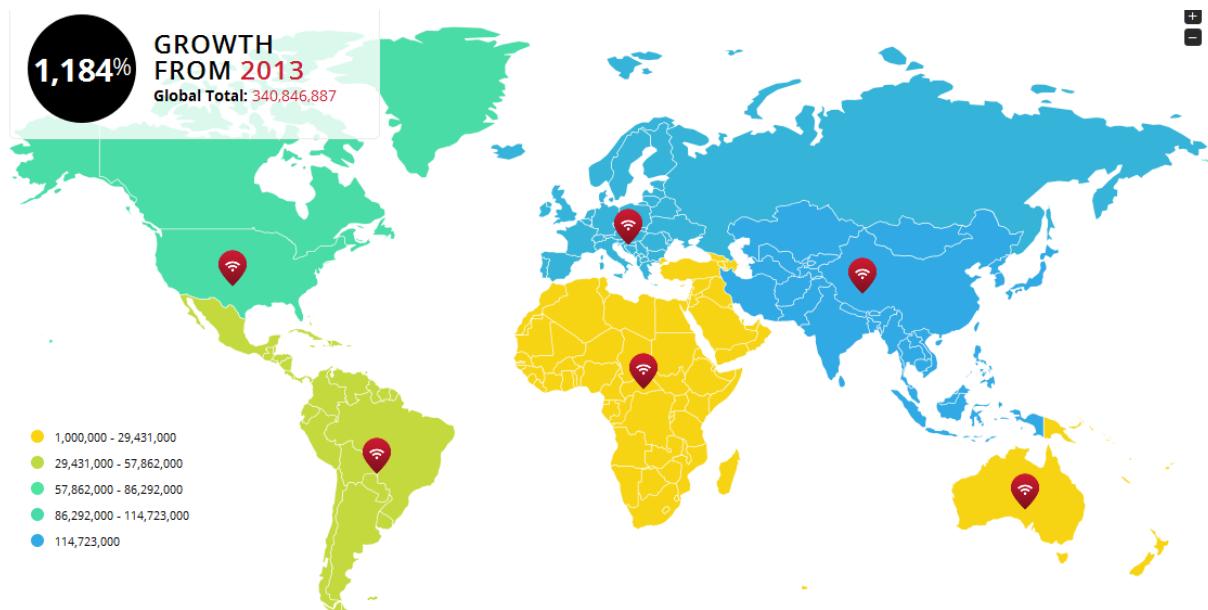 1,184%
GROWTH
FROM 2013
Global Total: 340,846,887
+
−
1,000,000 - 29,431,000
29,431,000 - 57,862,000
57,862,000 - 86,292,000
86,292,000 - 114,723,000
114,723,000